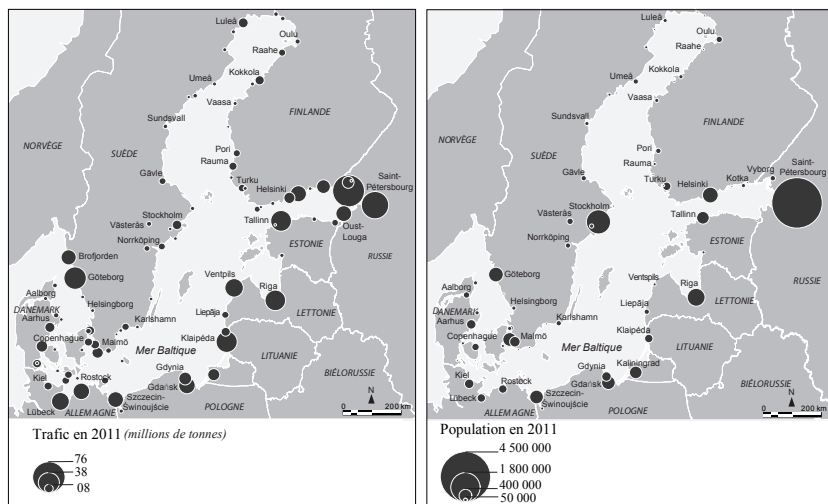 Luleå
Oulu
Raahe
Umeå
Kokkola
Vaasa
FINLANDE
NORVÈGE
Sundsvall
SUÈDE
Pori
Rauma
Gävle
Turku
Helsinki
Saint-
Pétersbourg
Stockholm
Västerås
Tallinn
Oust-
Louga
Norrköping
ESTONIE
RUSSIE
Brofjorden
Göteborg
Ventpils
Riga
Aalborg
Helsingborg
Liepāja
LETTONIE
DANEMARK
Aarhus
Karlshamn
Klaipéda
Copenhague
Malmö
Mer Baltique
LITUANIE
Gdynia
BIÉLORUSSIE
Kiel
Rostock
Gdańsk
Szczecin-
Świnoujście
Lübeck
ALLEMAGNE
POLOGNE
N
0
200 km
Trafic en 2011 (millions de tonnes)
76
38
08
Luleå
Oulu
Raahe
Umeå
Kokkola
Vaasa
FINLANDE
NORVÈGE
Sundsvall
SUÈDE
Pori
Rauma
Gävle
Turku
Helsinki
Kotka
Vyborg
Saint-
Pétersbourg
Stockholm
Västerås
Tallinn
Norrköping
ESTONIE
RUSSIE
Göteborg
Ventspils
Riga
Aalborg
Helsingborg
Liepāja
LETTONIE
DANEMARK
Aarhus
Karlshamn
Klaipéda
Copenhague
Malmö
Mer Baltique
LITUANIE
Gdynia
Kaliningrad
BIÉLORUSSIE
Kiel
Rostock
Gdańsk
Szczecin-
Świnoujście
Lübeck
ALLEMAGNE
POLOGNE
N
0
200 km
Population en 2011
4 500 000
1 800 000
400 000
50 000